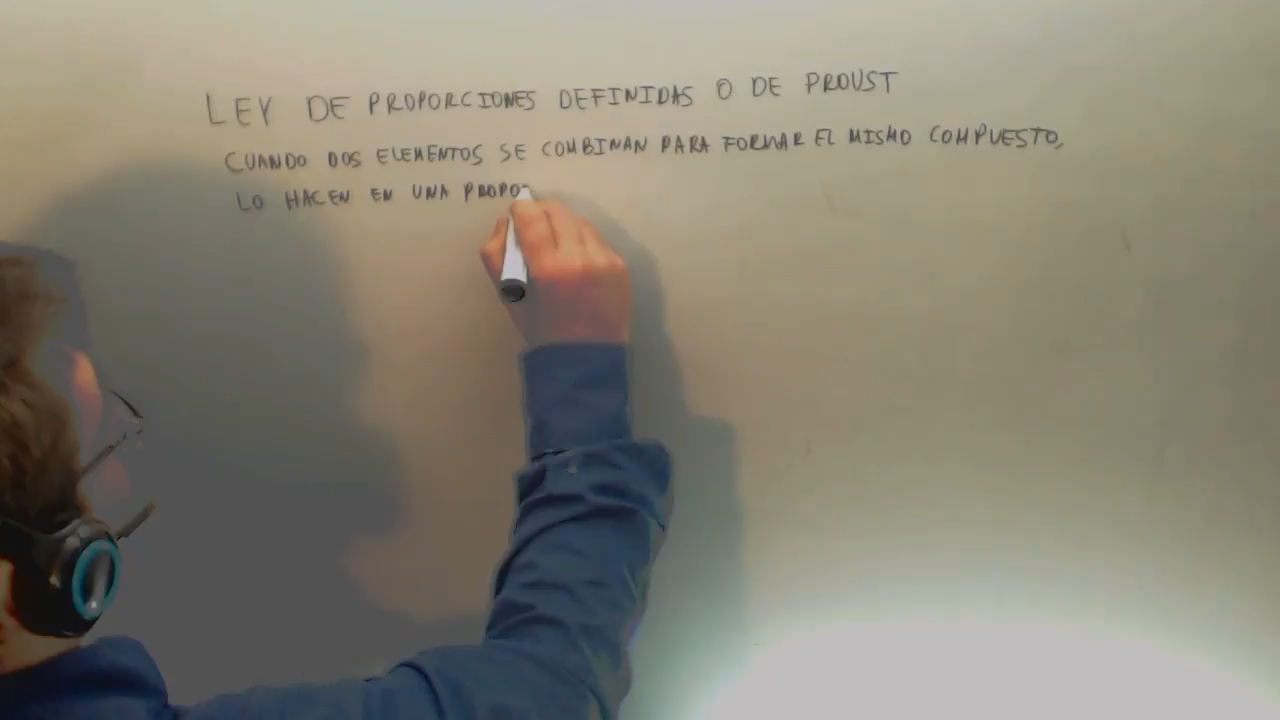 LEY DE PROPORCIONES DEFINIDAS O DE PROUST
CUANDO DOS ELEMENTOS SE COMBINAN PARA FORMAR EL MISMO COMPUESTO,
LO HACEN EN UNA PROPO